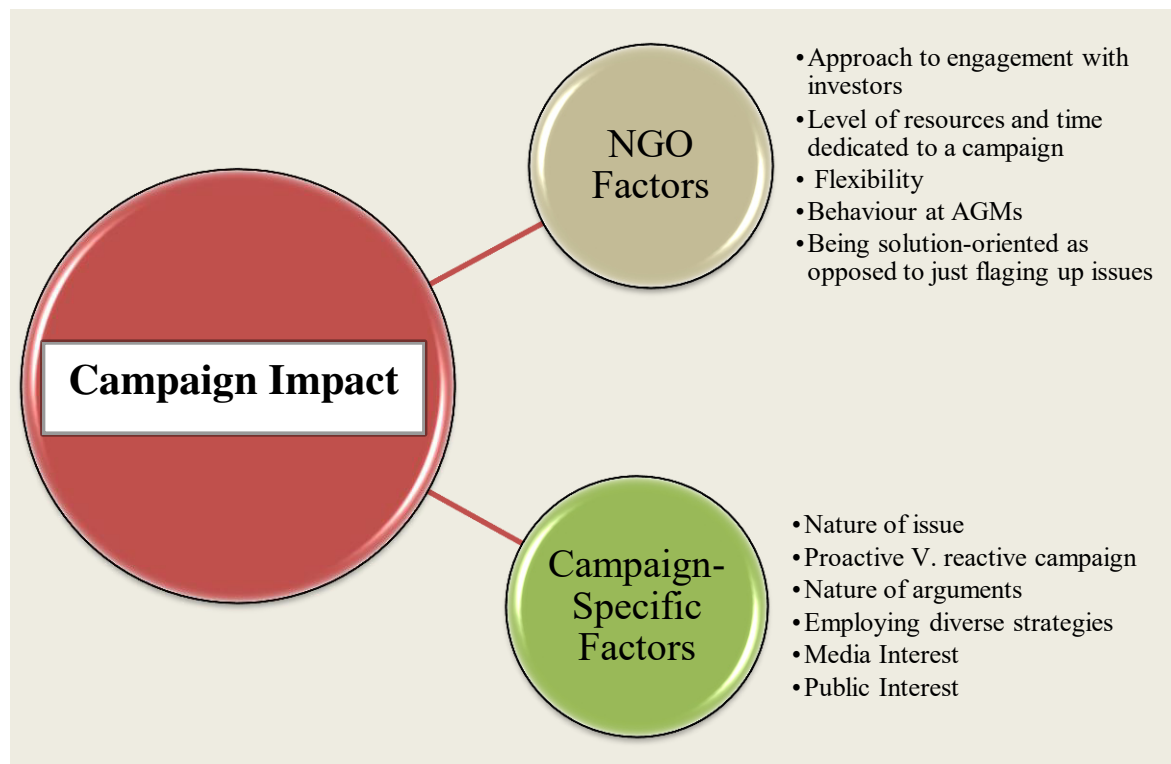 Campaign Impact
NGO
Factors
•Approach to engagement with
investors
•Level of resources and time
dedicated to a campaign
• Flexibility
•Behaviour at AGMs
•Being solution-oriented as
opposed to just flaging up issues
Campaign-
Specific
Factors
•Nature of issue
•Proactive V. reactive campaign
•Nature of arguments
•Employing diverse strategies
•Media Interest
•Public Interest